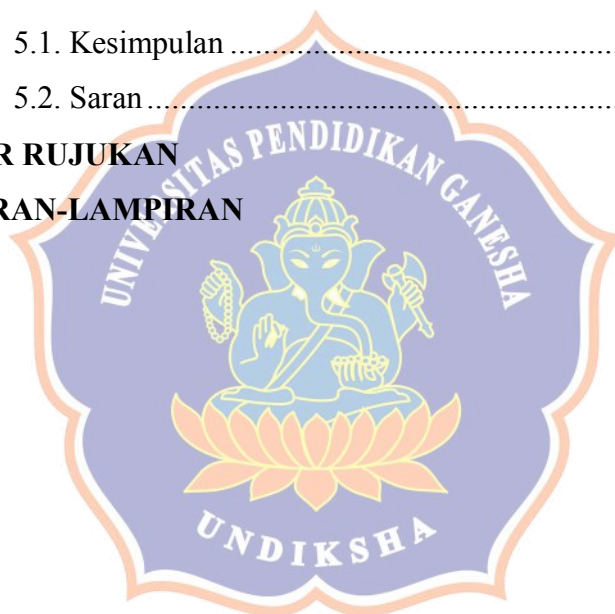 5.1. Kesimpulan ................................................
5.2. Saran ............................................................
R RUJUKAN
RAN-LAMPIRAN
UNIVERSITAS PENDIDIKAN GANESHA
UNDIKSHA